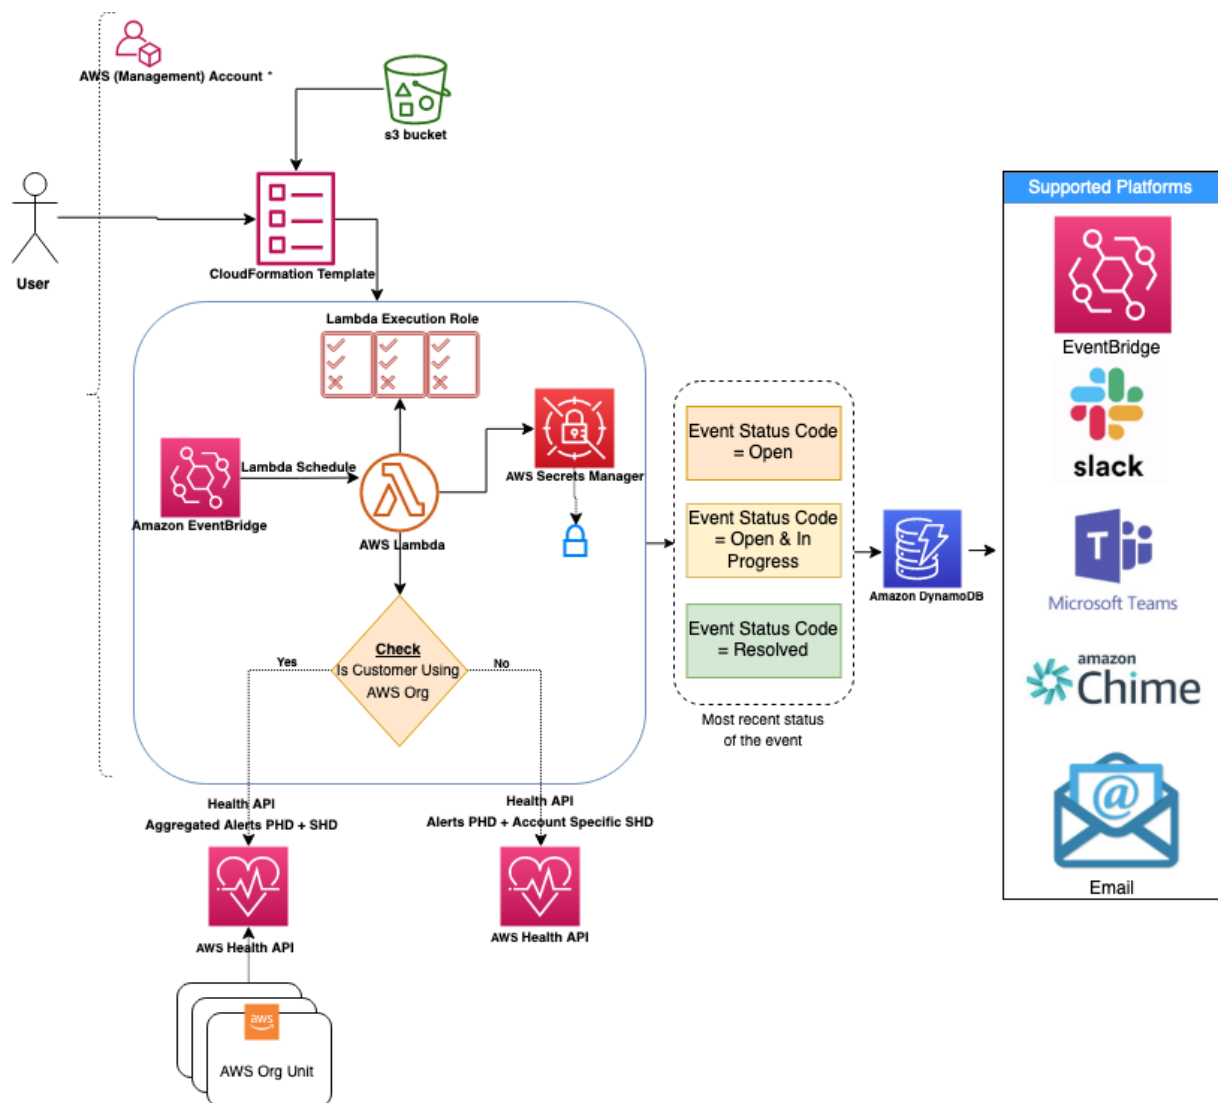 AWS (Management) Account *
s3 bucket
User
CloudFormation Template
Supported Platforms
EventBridge
slack
Microsoft Teams
amazon
Chime
Email
Lambda Execution Role
Lambda Schedule
Amazon EventBridge
AWS Lambda
AWS Secrets Manager
Check
Is Customer Using
AWS Org
Yes
No
Event Status Code
= Open
Event Status Code
= Open & In
Progress
Event Status Code
= Resolved
Most recent status
of the event
Amazon DynamoDB
T
Health API
Aggregated Alerts PHD + SHD
Health API
Alerts PHD + Account Specific SHD
AWS Health API
AWS Health API
aws
AWS Org Unit